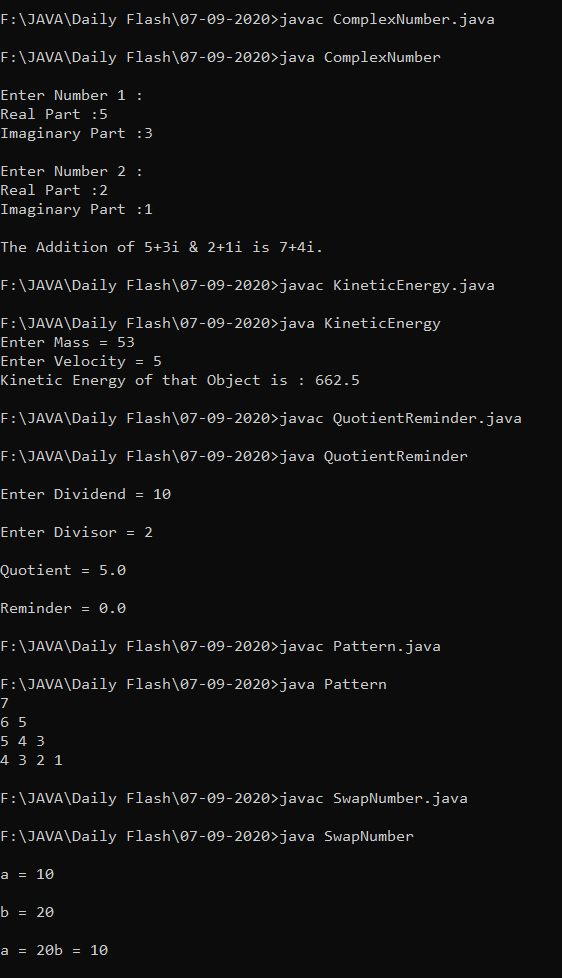 F:\JAVA\Daily Flash\07-09-2020>javac ComplexNumber.java
F:\JAVA\Daily Flash\07-09-2020>java ComplexNumber
Enter Number 1 :
Real Part :5
Imaginary Part :3
Enter Number 2 :
Real Part :2
Imaginary Part :1
The Addition of 5+3i & 2+1i is 7+4i.
F:\JAVA\Daily Flash\07-09-2020>javac KineticEnergy.java
F:\JAVA\Daily Flash\07-09-2020>java KineticEnergy
Enter Mass = 53
Enter Velocity = 5
Kinetic Energy of that Object is : 662.5
F:\JAVA\Daily Flash\07-09-2020>javac QuotientReminder.java
F:\JAVA\Daily Flash\07-09-2020>java QuotientReminder
Enter Dividend = 10
Enter Divisor = 2
Quotient = 5.0
Reminder = 0.0
F:\JAVA\Daily Flash\07-09-2020>javac Pattern.java
F:\JAVA\Daily Flash\07-09-2020>java Pattern
7
6 5
5 4 3
4 3 2 1
F:\JAVA\Daily Flash\07-09-2020>javac SwapNumber.java
F:\JAVA\Daily Flash\07-09-2020>java SwapNumber
a = 10
b = 20
a = 20b = 10